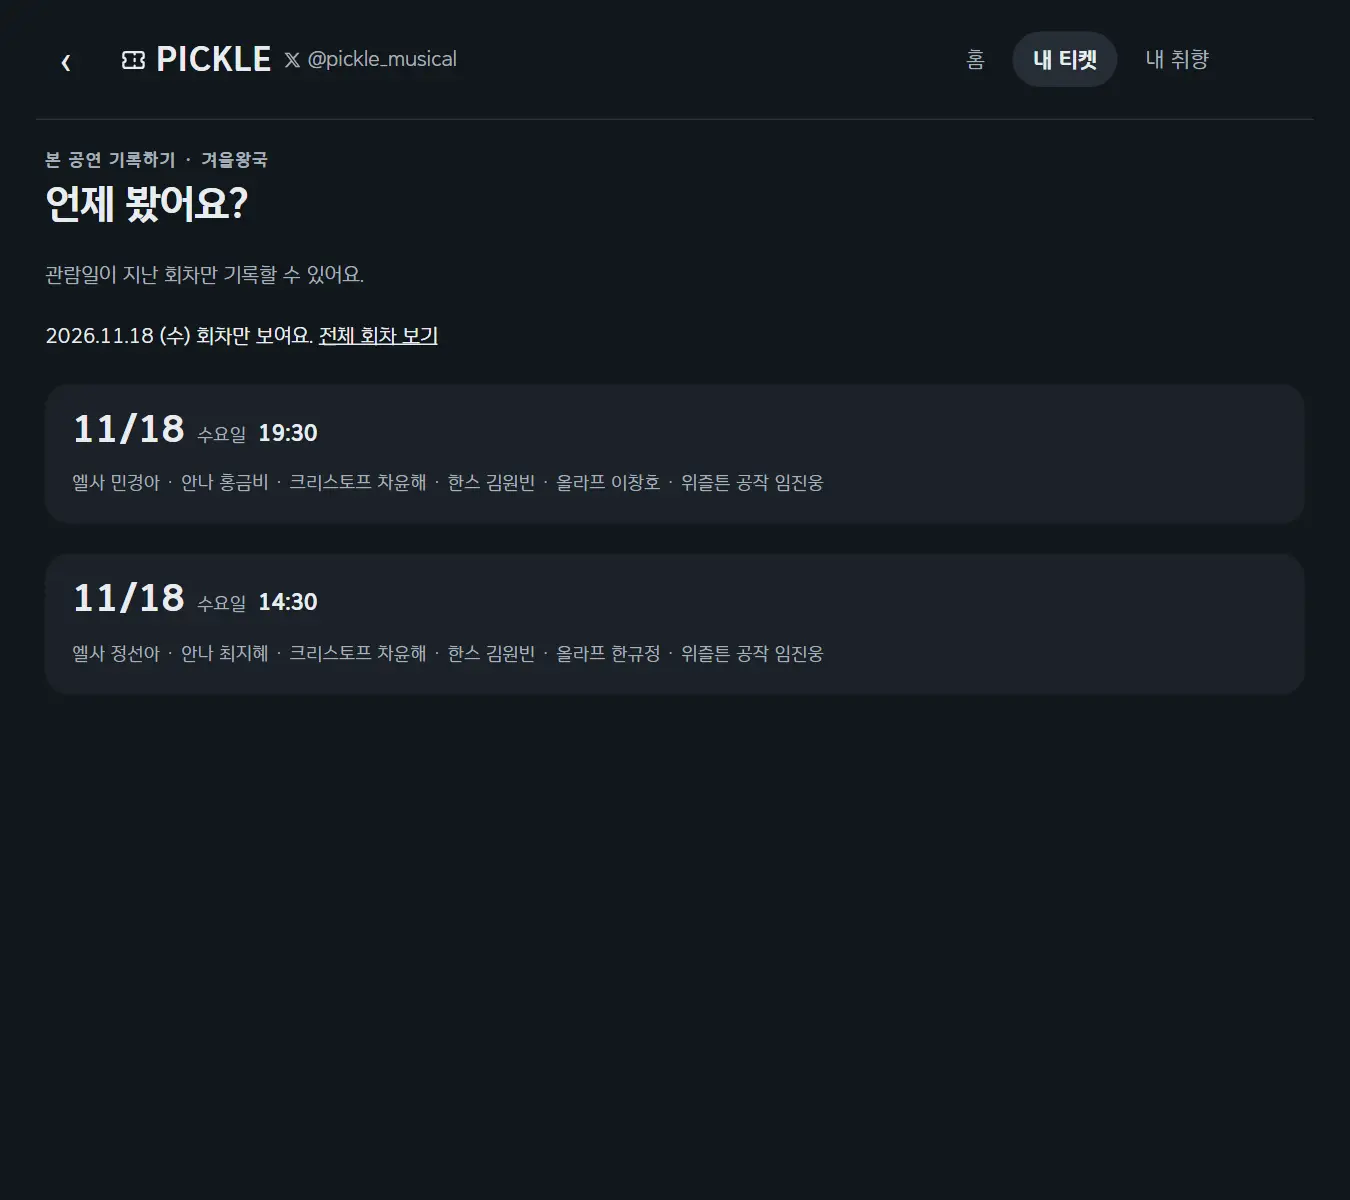 ‹ PICKLE 𝕏 @pickle_musical 홈 내 티켓 내 취향
본 공연 기록하기 · 겨울왕국
언제 봤어요?
관람일이 지난 회차만 기록할 수 있어요.
2026.11.18 (수) 회차만 보여요. 전체 회차 보기
11/18 수요일 19:30
엘사 민경아 · 안나 홍금비 · 크리스토프 차윤해 · 한스 김원빈 · 올라프 이창호 · 위즐튼 공작 임진웅
11/18 수요일 14:30
엘사 정선아 · 안나 최지혜 · 크리스토프 차윤해 · 한스 김원빈 · 올라프 한규정 · 위즐튼 공작 임진웅